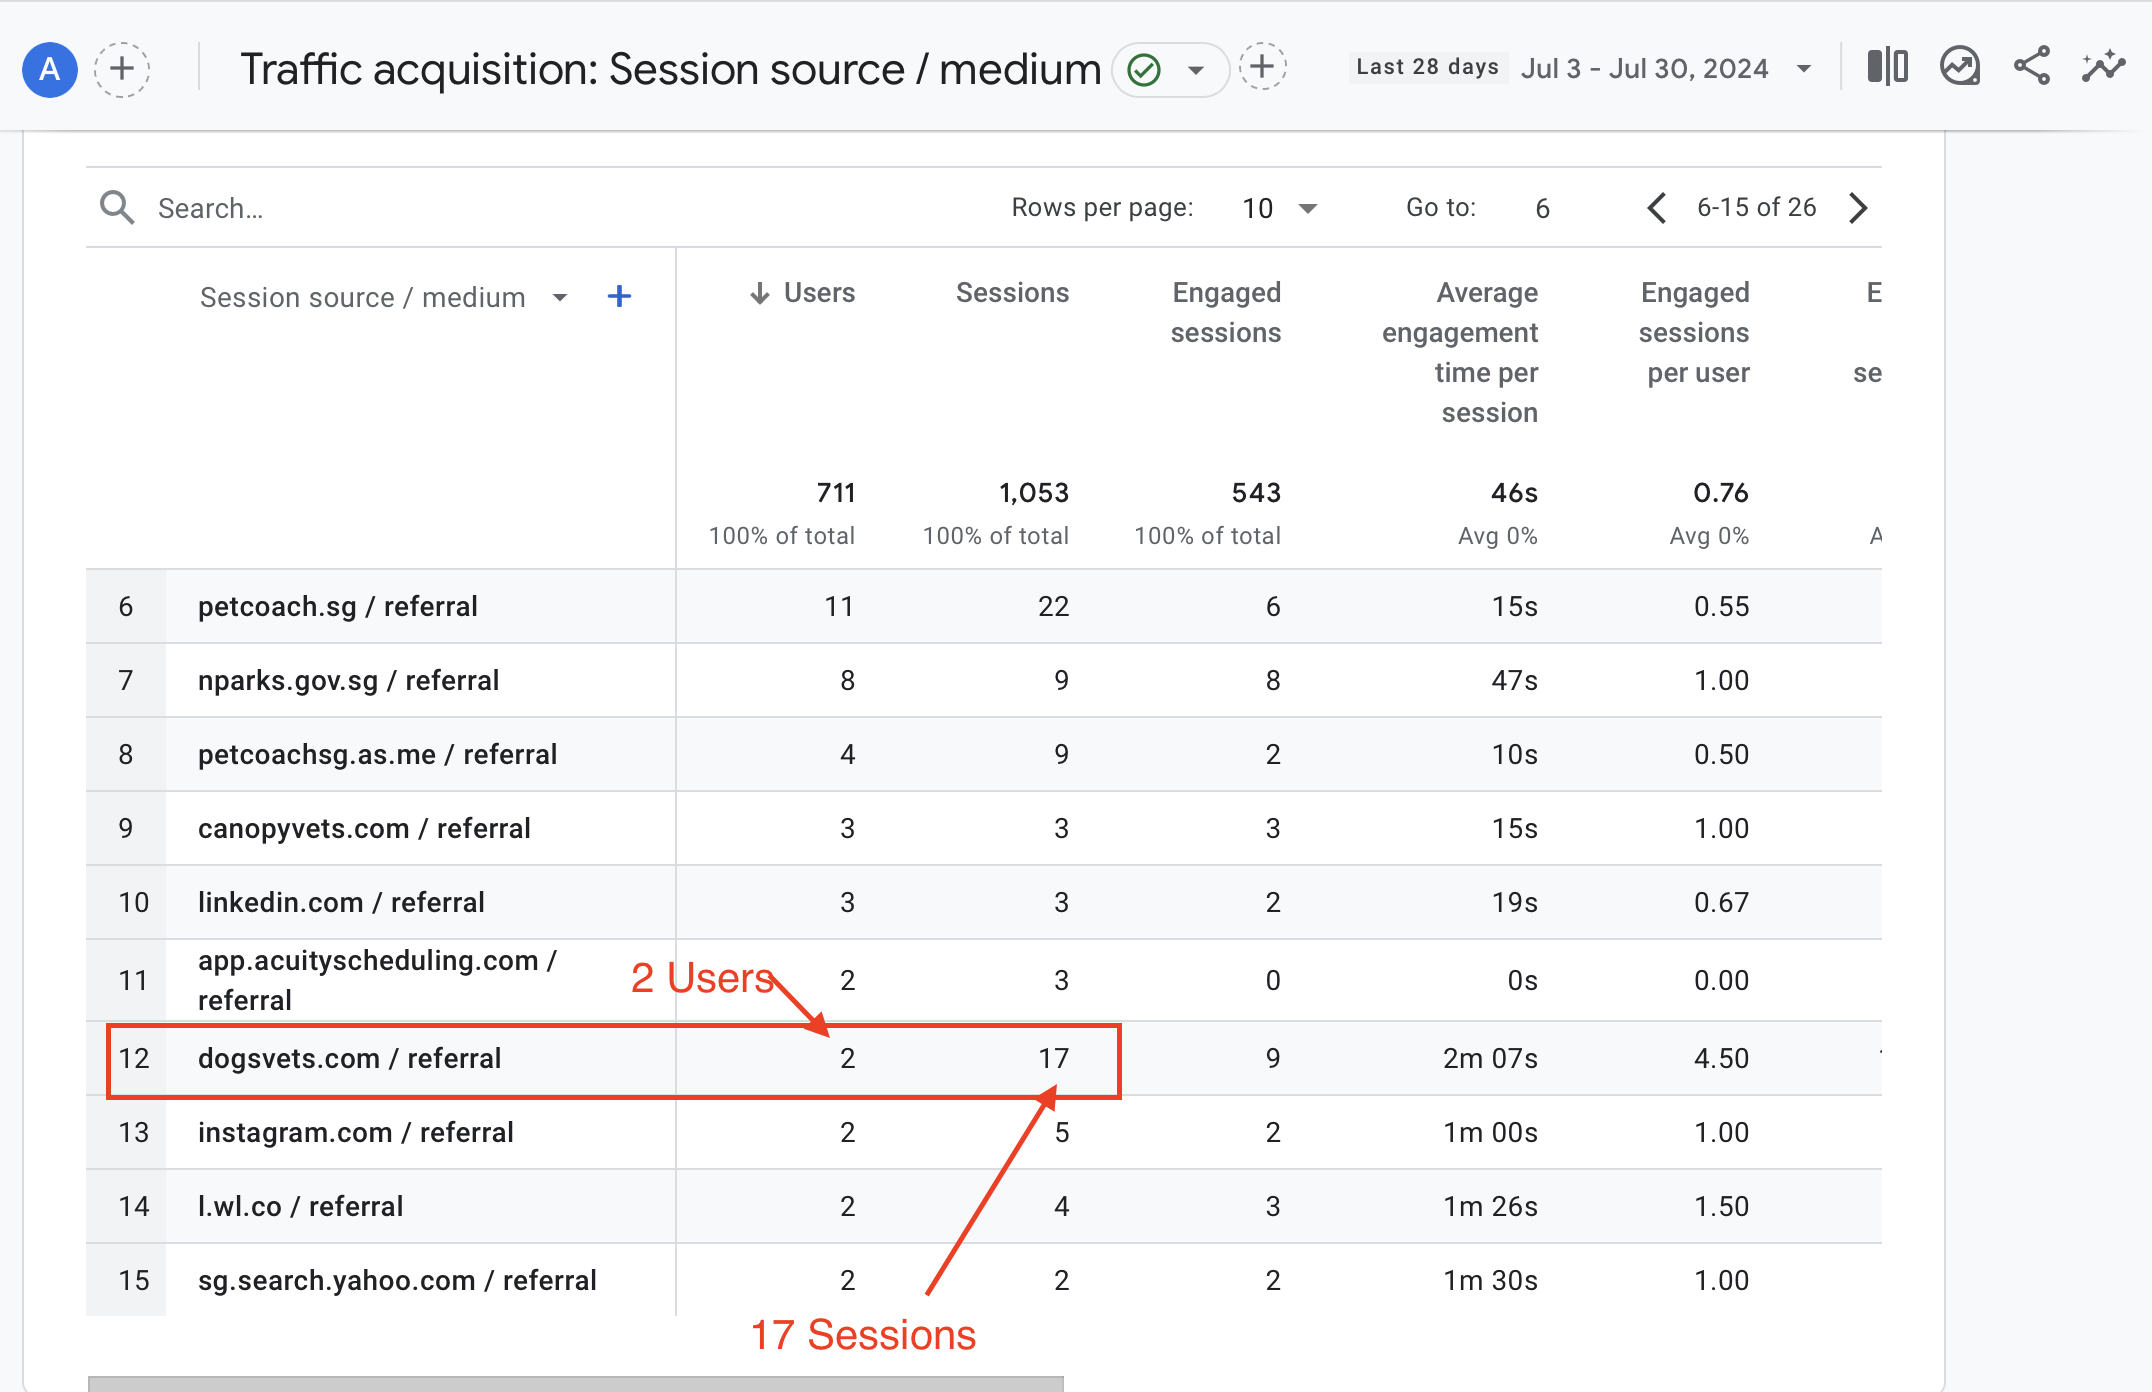 A
Traffic acquisition: Session source / medium
Last 28 days Jul 3 - Jul 30, 2024
Search...
Rows per page: 10 Go to: 6 6-15 of 26
Session source / medium
Users Sessions Engaged sessions Average engagement time per session Engaged sessions per user E se
711 1,053 543 46s 0.76
100% of total 100% of total 100% of total Avg 0% Avg 0% A
6 petcoach.sg / referral 11 22 6 15s 0.55
7 nparks.gov.sg / referral 8 9 8 47s 1.00
8 petcoachsg.as.me / referral 4 9 2 10s 0.50
9 canopyvets.com / referral 3 3 3 15s 1.00
10 linkedin.com / referral 3 3 2 19s 0.67
11 app.acuityscheduling.com / referral 2 3 0 0s 0.00
2 Users
12 dogsvets.com / referral 2 17 9 2m 07s 4.50
13 instagram.com / referral 2 5 2 1m 00s 1.00
14 l.wl.co / referral 2 4 3 1m 26s 1.50
15 sg.search.yahoo.com / referral 2 2 2 1m 30s 1.00
17 Sessions